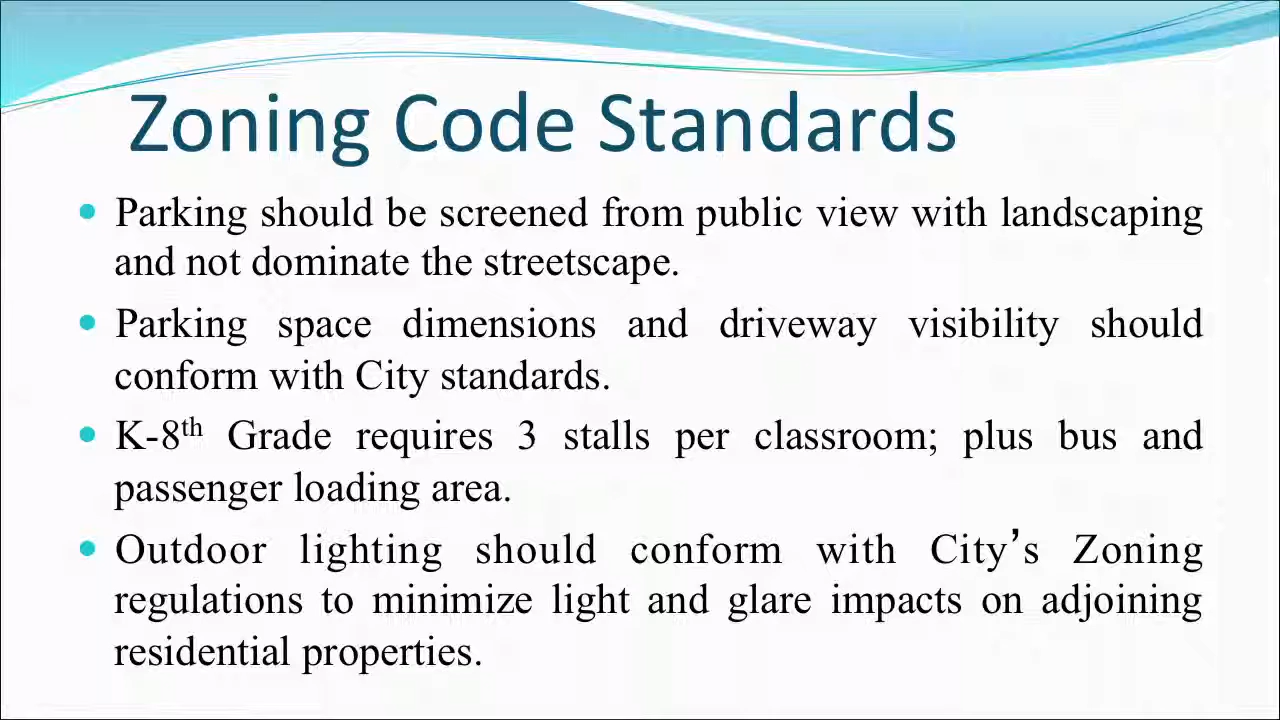 Zoning Code Standards
Parking should be screened from public view with landscaping
and not dominate the streetscape.
Parking space dimensions and driveway visibility should
conform with City standards.
K-8th Grade requires 3 stalls per classroom; plus bus and
passenger loading area.
Outdoor lighting should conform with City’s Zoning
regulations to minimize light and glare impacts on adjoining
residential properties.